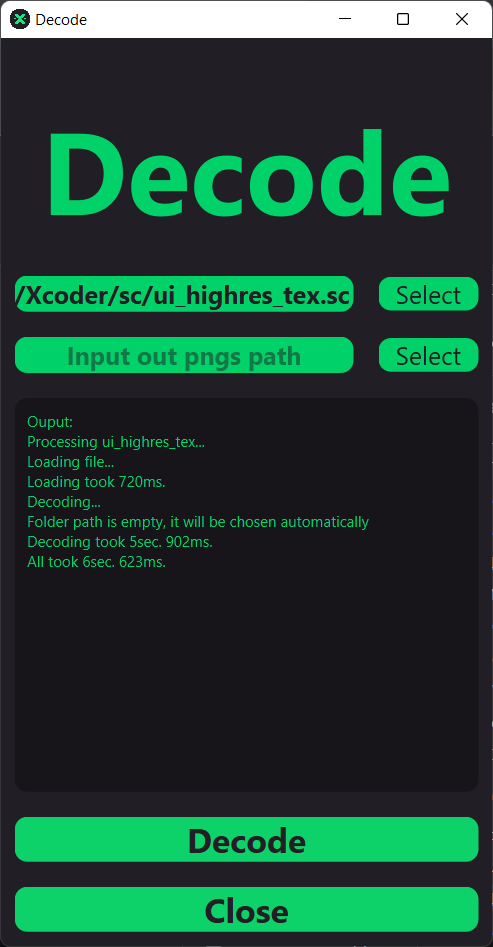 Decode
Decode
/Xcoder/sc/ui_highres_tex.sc
Select
Input out pngs path
Select
Ouput:
Processing ui_highres_tex...
Loading file...
Loading took 720ms.
Decoding...
Folder path is empty, it will be chosen automatically
Decoding took 5sec. 902ms.
All took 6sec. 623ms.
Decode
Close